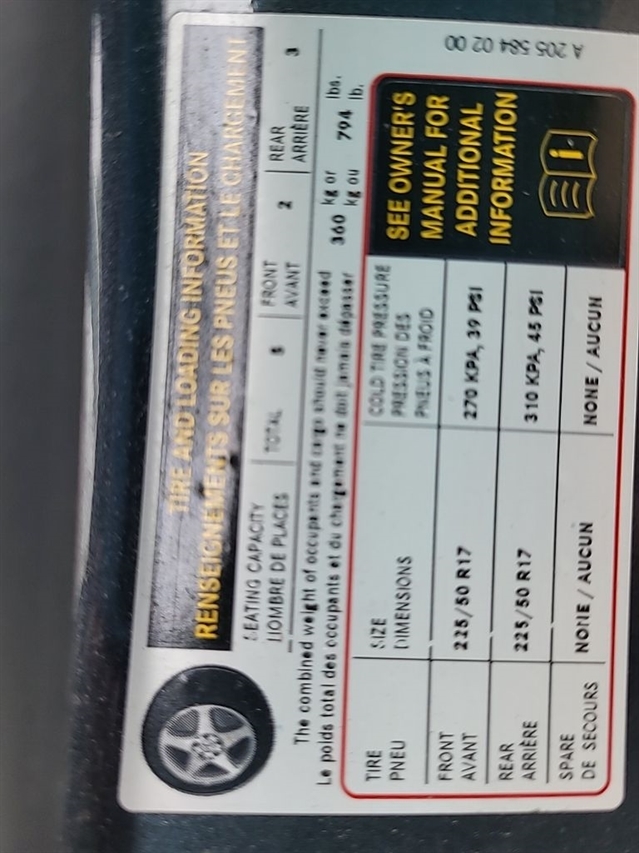 TIRE AND LOADING INFORMATION
RENSEIGNEMENTS SUR LES PNEUS ET LE CHARGEMENT
SEATING CAPACITY TOTAL 5 FRONT 2 REAR 3
NOMBRE DE PLACES AVANT ARRIÈRE
The combined weight of occupants and cargo should never exceed 360 kg or 794 lbs.
Le poids total des occupants et du chargement ne doit jamais dépasser kg ou lb.
TIRE SIZE COLD TIRE PRESSURE
PNEU DIMENSIONS PRESSION DES
PNEUS À FROID
FRONT 225/50 R17 270 KPA, 39 PSI
AVANT
REAR 225/50 R17 310 KPA, 45 PSI
ARRIÈRE
SPARE NONE / AUCUN NONE / AUCUN
DE SECOURS
SEE OWNER'S
MANUAL FOR
ADDITIONAL
INFORMATION
i
A 205 584 02 00